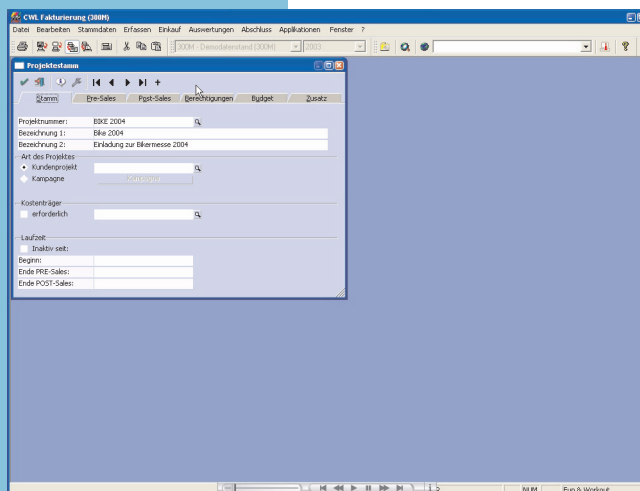 CWL Fakturierung (300M)
Datei Bearbeiten Stammdaten Erfassen Einkauf Auswertungen Abschluss Applikationen Fenster ?
300M - Demodatenstand (300M) 2003
Projektestamm
Stamm Pre-Sales Post-Sales Berechtigungen Budget Zusatz
Projektnummer: BIKE 2004
Bezeichnung 1: Bike 2004
Bezeichnung 2: Einladung zur Bikermesse 2004
Art des Projektes
Kundenprojekt
Kampagne Kampagne
Kostenträger
erforderlich
Laufzeit
Inaktiv seit:
Beginn:
Ende PRE-Sales:
Ende POST-Sales:
NUM Fun & Workout